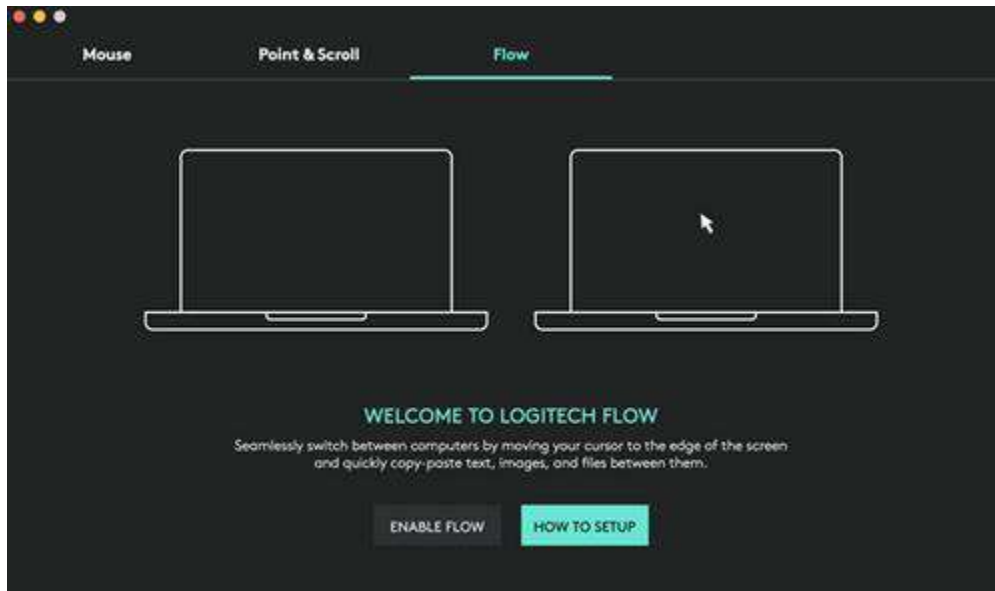 Mouse Point & Scroll Flow
WELCOME TO LOGITECH FLOW
Seamlessly switch between computers by moving your cursor to the edge of the screen
and quickly copy-paste text, images, and files between them.
ENABLE FLOW HOW TO SETUP